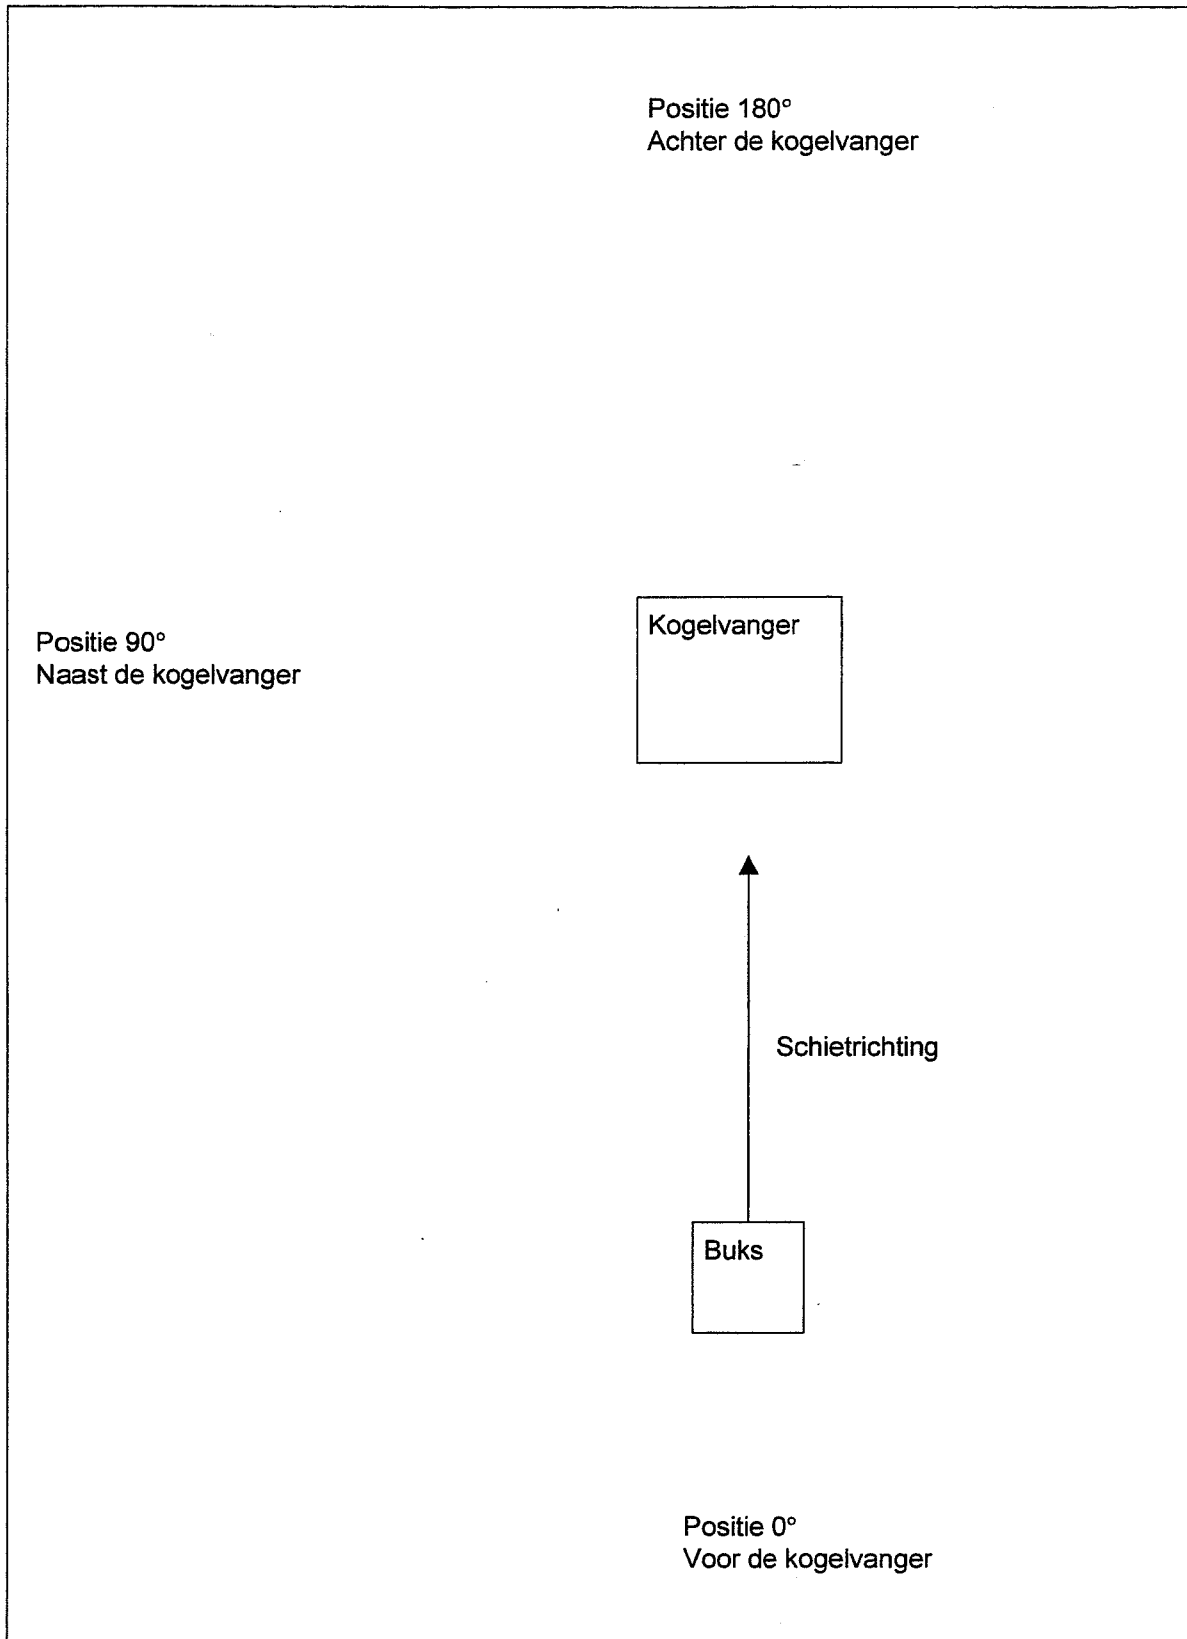 Positie 180°
Achter de kogelvanger
Kogelvanger
Positie 90°
Naast de kogelvanger
Schietrichting
Buks
Positie 0°
Voor de kogelvanger